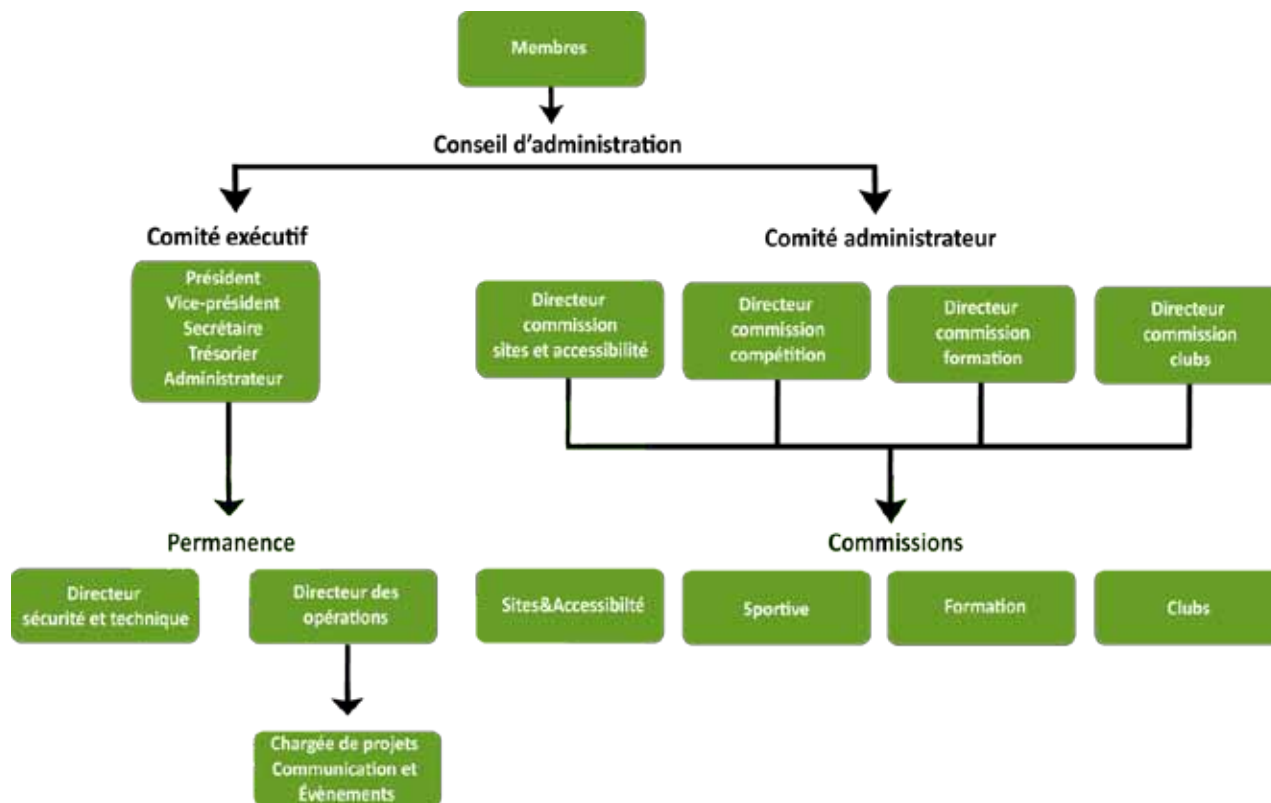 Membres
Conseil d'administration
Comité exécutif
Président
Vice-président
Secrétaire
Trésorier
Administrateur
Comité administrateur
Directeur
commission
sites et accessibilité
Directeur
commission
compétition
Directeur
commission
formation
Directeur
commission
clubs
Permanence
Directeur
sécurité et technique
Directeur des
opérations
Chargée de projets
Communication et
Évènements
Commissions
Sites&Accessibilté
Sportive
Formation
Clubs